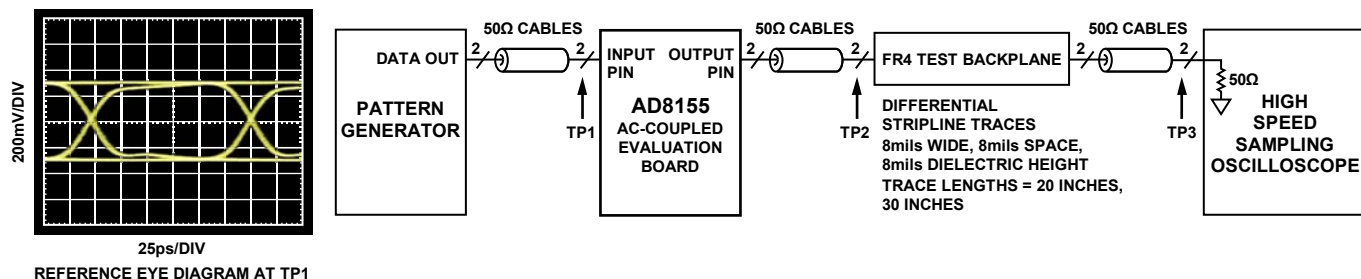 200mV/DIV
25ps/DIV
REFERENCE EYE DIAGRAM AT TP1
DATA OUT
PATTERN
GENERATOR
50Ω CABLES
2
2
TP1
INPUT
PIN
OUTPUT
PIN
AD8155
AC-COUPLED
EVALUATION
BOARD
50Ω CABLES
2
2
TP2
FR4 TEST BACKPLANE
DIFFERENTIAL
STRIPLINE TRACES
8mils WIDE, 8mils SPACE,
8mils DIELECTRIC HEIGHT
TRACE LENGTHS = 20 INCHES,
30 INCHES
50Ω CABLES
2
2
TP3
50Ω
HIGH
SPEED
SAMPLING
OSCILLOSCOPE